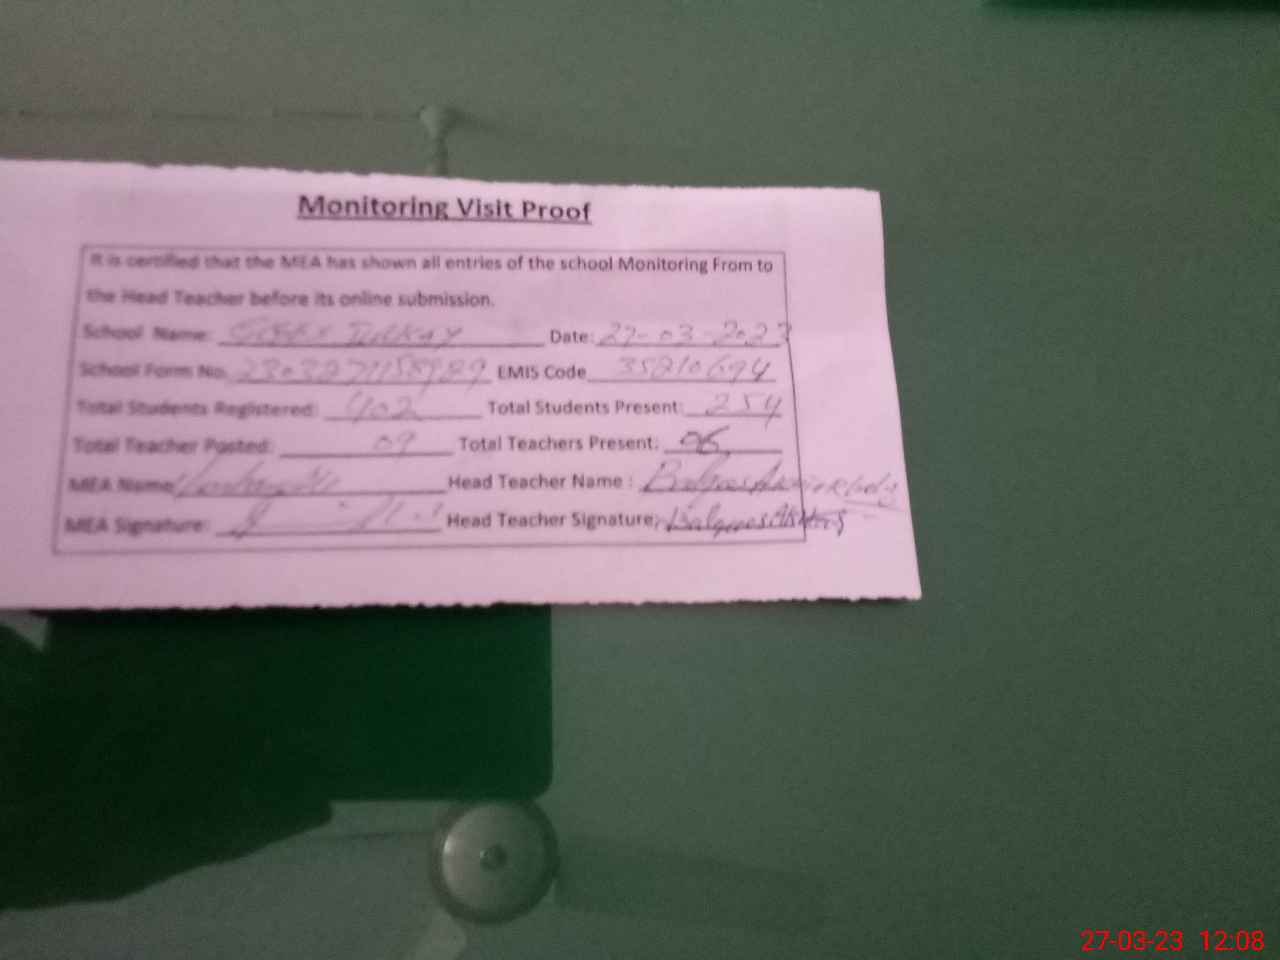 Monitoring Visit Proof
It is certified that the MEA has shown all entries of the school Monitoring From to
the Head Teacher before its online submission.
School Name: Date: 27-03-2023
School Form No. EMIS Code 35210694
Total Students Registered: 402 Total Students Present: 254
Total Teacher Posted: 09 Total Teachers Present: 06
MEA Name Head Teacher Name :
MEA Signature: Head Teacher Signature:
27-03-23 12:08